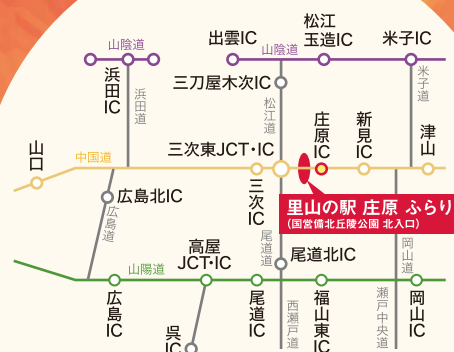 松江
玉造IC
出雲IC
米子IC
山陰道
山陰道
浜田IC
浜田道
三刀屋木次IC
松江道
米子道
山口
中国道
三次東JCT・IC
庄原IC
新見IC
津山
広島北IC
広島道
三次IC
里山の駅 庄原 ふらり
（国営備北丘陵公園 北入口）
高屋
JCT・IC
尾道道
尾道北IC
岡山道
山陽道
広島IC
尾道IC
西瀬戸道
福山東IC
瀬戸中央道
岡山IC
呉IC